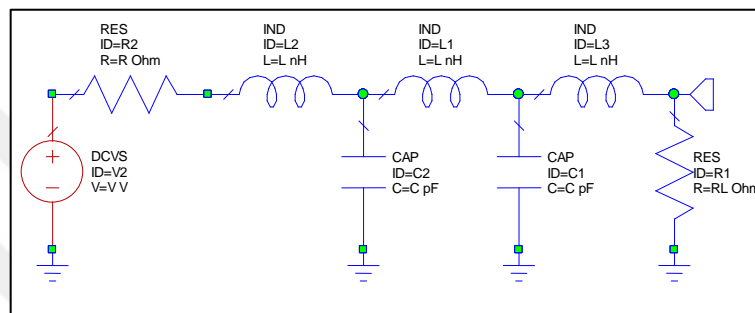 RES
ID=R2
R=R Ohm
IND
ID=L2
L=L nH
IND
ID=L1
L=L nH
IND
ID=L3
L=L nH
DCVS
ID=V2
V=V V
CAP
ID=C2
C=C pF
CAP
ID=C1
C=C pF
RES
ID=R1
R=RL Ohm